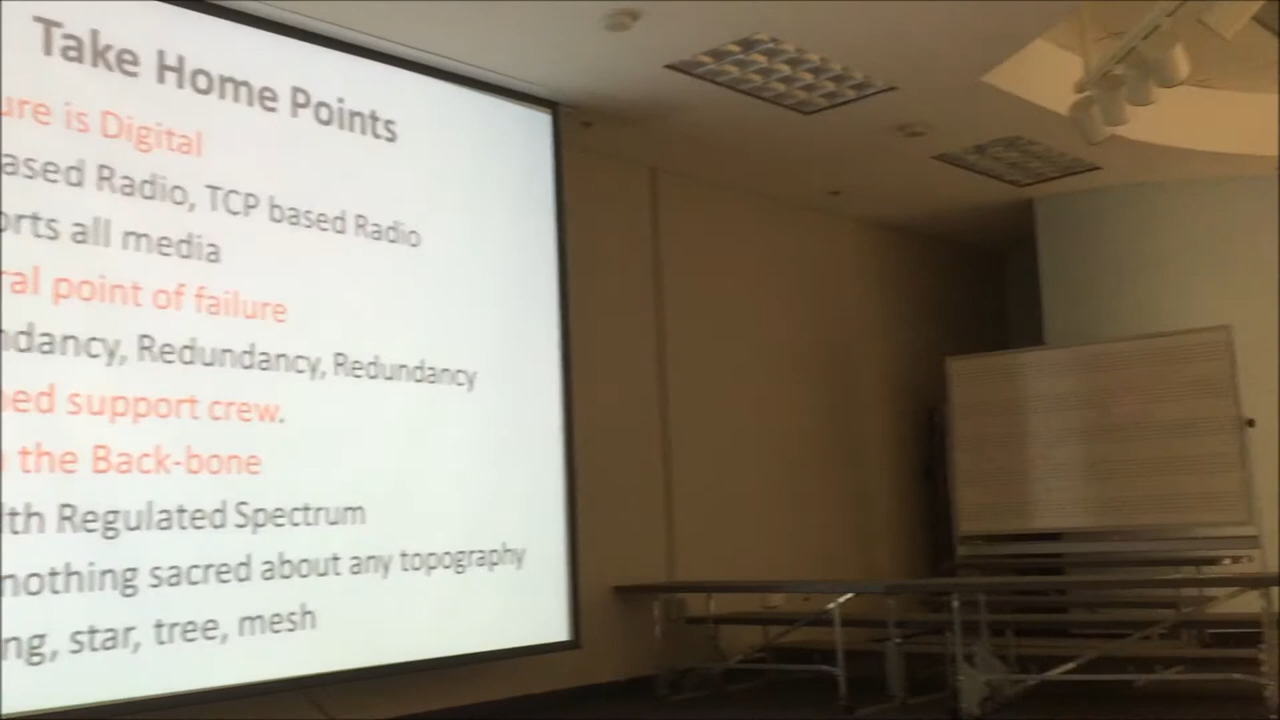 Take Home Points
ure is Digital
ased Radio, TCP based Radio
orts all media
ral point of failure
ndancy, Redundancy, Redundancy
ned support crew.
the Back-bone
ith Regulated Spectrum
nothing sacred about any topography
ng, star, tree, mesh